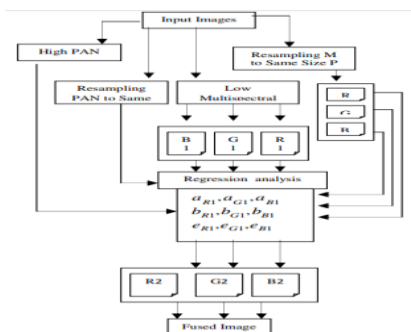 Input Images
High PAN
Resampling M
to Same Size P
Resampling
PAN to Same
Low
Multispectral
R
G
B
B
1
G
1
R
1
Regression analysis
a_R1,a_G1,a_B1
b_R1,b_G1,b_B1
e_R1,e_G1,e_B1
R2
G2
B2
Fused Image